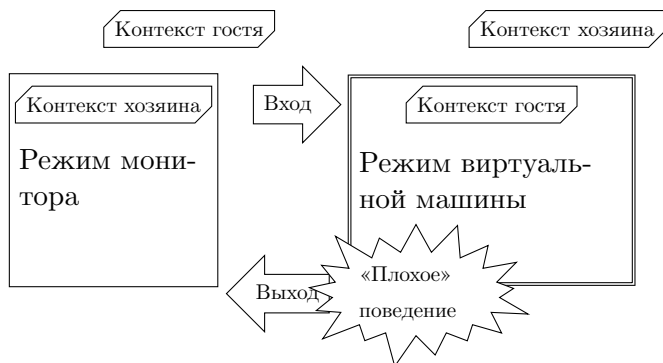 Контекст гостя
Контекст хозяина
Контекст хозяина
Режим мони-
тора
Вход
Контекст гостя
Режим виртуаль-
ной машины
Выход
«Плохое»
поведение